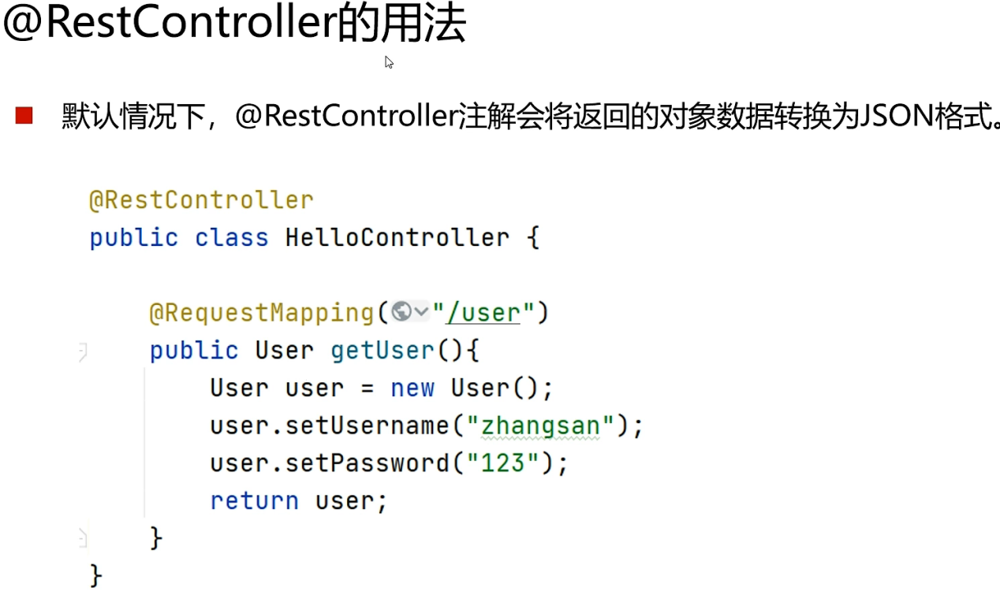 @RestController的用法
默认情况下，@RestController注解会将返回的对象数据转换为JSON格式。
@RestController
public class HelloController {
@RequestMapping("/user")
public User getUser(){
User user = new User();
user.setUsername("zhangsan");
user.setPassword("123");
return user;
}
}